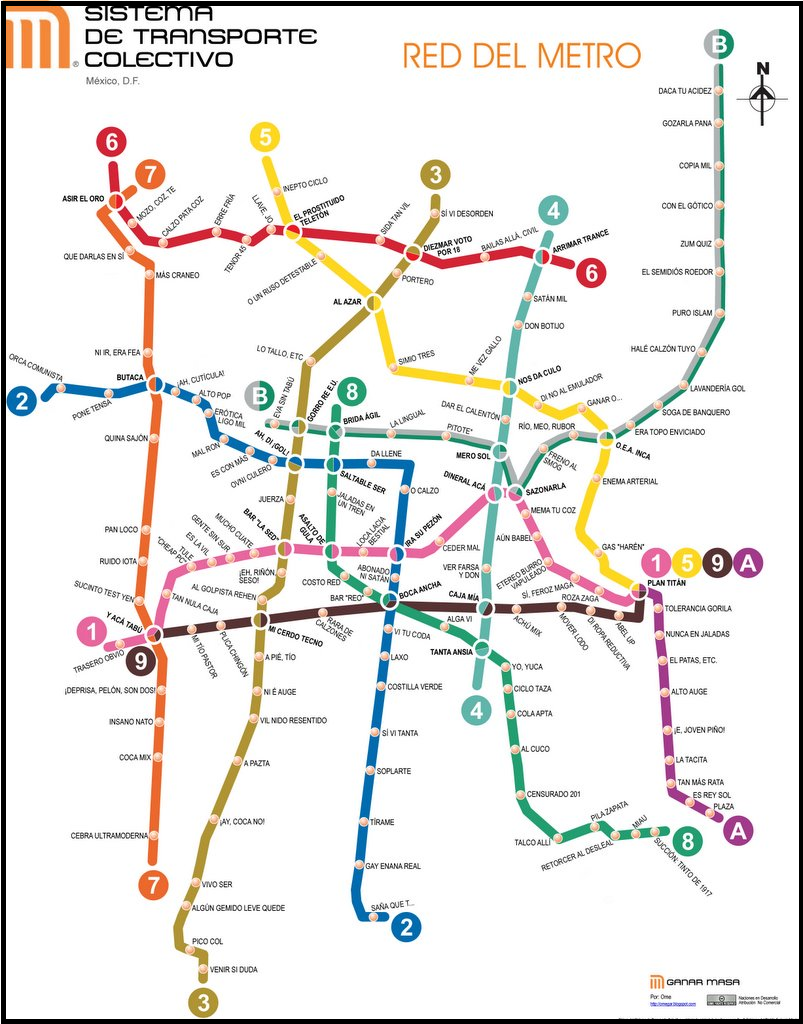 SISTEMA
DE TRANSPORTE
COLECTIVO
®
México, D.F.
RED DEL METRO
N
B
DACA TU ACIDEZ
GOZARLA PANA
COPIA MIL
CON EL GÓTICO
ZUM QUIZ
EL SEMIDIÓS ROEDOR
PURO ISLAM
HALÉ CALZÓN TUYO
LAVANDERÍA GOL
SOGA DE BANQUERO
ERA TOPO ENVICIADO
O.E.A. INCA
FRENO AL
SMOG
SAZONARLA
MERO SOL
PITOTE*
LA LINGUAL
BRIDA ÁGIL
GORRO RE E.U.
EVA SIN TABÚ
B
6
ASIR EL ORO
MOZO, COZ, TE
CALZO PATA COZ
ERRE FRÍA
TENOR 45
LLAVE, JO
EL PROSTITUIDO
TELETÓN
SIDA TAN VIL
DIEZMAR VOTO
POR 18
BAILAS ALLÁ, CIVIL
ARRIMAR TRANCE
6
7
QUE DARLAS EN SÍ
MÁS CRANEO
NI IR, ERA FEA
BUTACA
QUINA SAJÓN
PAN LOCO
RUIDO IOTA
SUCINTO TEST YEN
Y ACÁ TABÚ
¡DEPRISA, PELÓN, SON DOS!
INSANO NATO
COCA MIX
CEBRA ULTRAMODERNA
7
5
INEPTO CICLO
O UN RUSO DETESTABLE
AL AZAR
SIMIO TRES
ME VEZ GALLO
NOS DA CULO
DI NO AL EMULADOR
GANAR O...
ENEMA ARTERIAL
GAS "HARÉN"
PLAN TITÁN
1 5 9 A
3
SÍ VI DESORDEN
PORTERO
LO TALLO, ETC
AH, DI ¡GOL!
JUERZA
BAR "LA SED"
¡EH, RIÑÓN,
SESO!
AL GOLPISTA REHEN
MI CERDO TECNO
A PIÉ, TÍO
NI É AUGE
VIL NIDO RESENTIDO
A PAZTA
¡AY, COCA NO!
VIVO SER
ALGÚN GEMIDO LEVE QUEDE
PICO COL
VENIR SI DUDA
3
4
SATÁN MIL
DON BOTIJO
DAR EL CALENTÓN
RÍO, MEO, RUBOR
DINERAL ACÁ
AÚN BABEL
VER FARSA
Y DON
CAJA MÍA
TANTA ANSIA
4
2
ORCA COMUNISTA
PONE TENSA
¡AH, CUTÍCULA!
ALTO POP
ERÓTICA
LIGO MIL
MAL RON
ES CON MÁS
OVNI CULERO
SALTABLE SER
DA LLENE
O CALZO
IRA SU PEZÓN
ABONADO
NI SATÁN
BOCA ANCHA
VI TU CODA
LAXO
COSTILLA VERDE
SÍ VI TANTA
SOPLARTE
TÍRAME
GAY ENANA REAL
SAÑA QUE T...
2
8
JALADAS EN
UN TREN
ASALTO DE
GULA
COSTO RED
BAR "REO"
ALGA VI
YO, YUCA
CICLO TAZA
COLA APTA
AL CUCO
CENSURADO 201
TALCO ALLÍ
PILA ZAPATA
RETORCER AL DESLEAL
MIAU
SUCCIÓN: TINTO DE 1917
8
1
TRASERO OBVIO
TAN NULA CAJA
"CHEAP PC"
TULE
ES LA VIL
GENTE SIN SUR
MUCHO CUATE
LOCA LACIA
BESTIAL
CEDER MAL
MEMA TU COZ
ETEREO BURRO
VAPULEADO
SÍ, FEROZ MAGA
9
MI TÍO PASTOR
PUCA CHINGÓN
RARA DE
CALZONES
ACHÚ MIX
MOVER LODO
ROZA ZAGA
DI ROPA REDUCTIVA
ABEL UP
TOLERANCIA GORILA
NUNCA EN JALADAS
EL PATAS, ETC.
ALTO AUGE
¡E, JOVEN PIÑO!
LA TACITA
TAN MÁS RATA
ES REY SOL
PLAZA
A
GANAR MASA
Por: Ome
http://omegar.blogspot.com
Naciones en Desarrollo
Atribución No Comercial